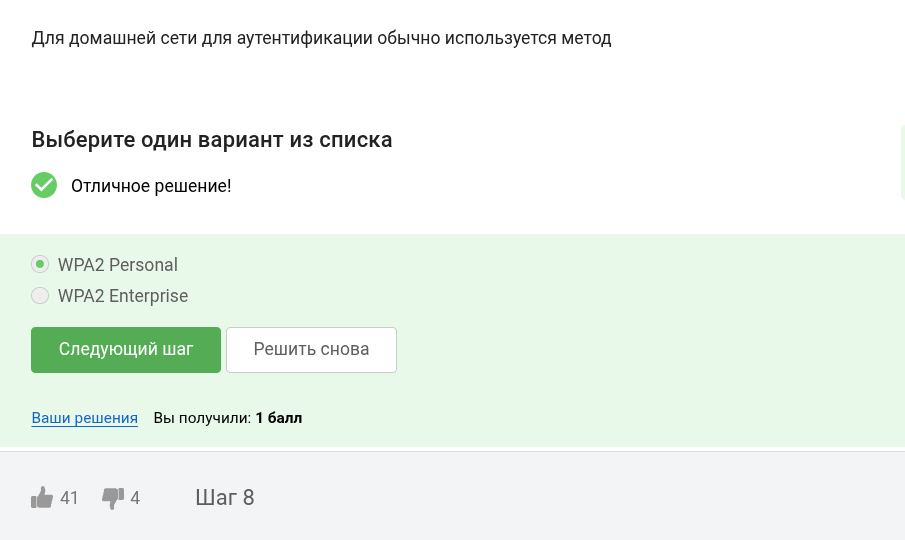 Для домашней сети для аутентификации обычно используется метод
Выберите один вариант из списка
Отличное решение!
WPA2 Personal
WPA2 Enterprise
Следующий шаг Решить снова
Ваши решения Вы получили: 1 балл
41 4 Шаг 8